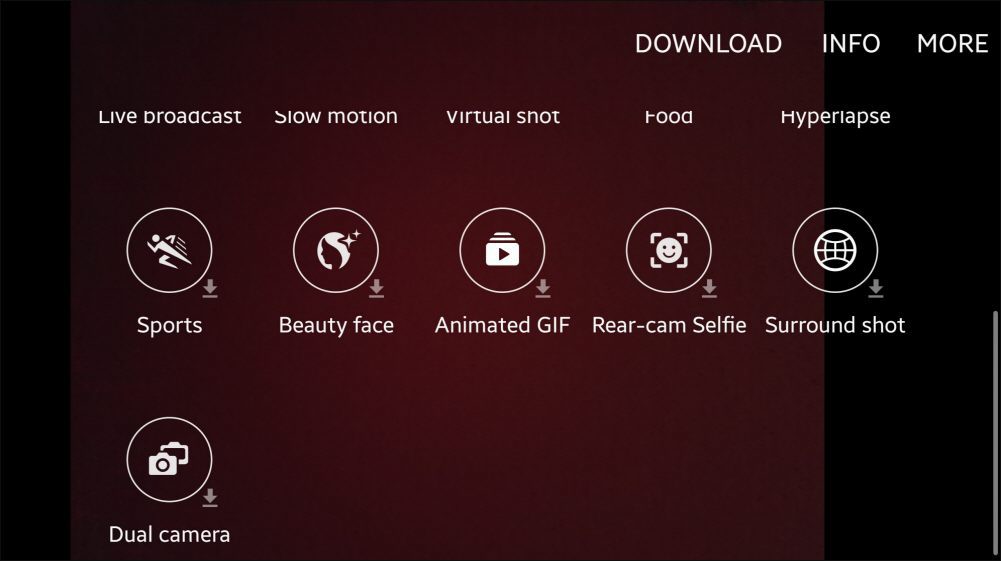 DOWNLOAD INFO MORE
Live broadcast Slow motion Virtual shot Food Hyperlapse
Sports Beauty face Animated GIF Rear-cam Selfie Surround shot
Dual camera